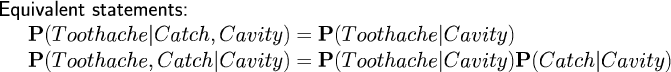 Equivalent statements:
P(Toothache|Catch, Cavity) = P(Toothache|Cavity)
P(Toothache, Catch|Cavity) = P(Toothache|Cavity)P(Catch|Cavity)